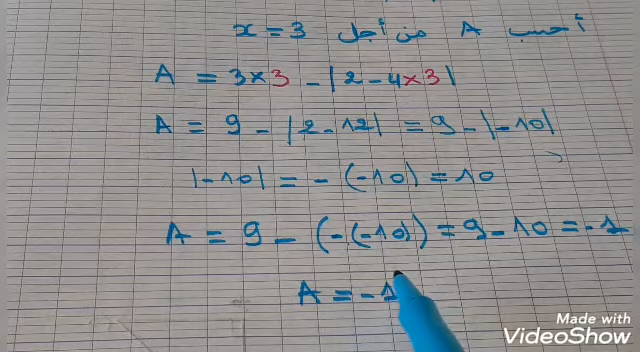 أحسب A من أجل x = 3
A = 3×3 - |2 - 4×3|
A = 9 - |2 - 12| = 9 - |-10|
|-10| = - (-10) = 10
A = 9 - (-(-10)) = 9 - 10 = -1
A = -1
Made with
VideoShow